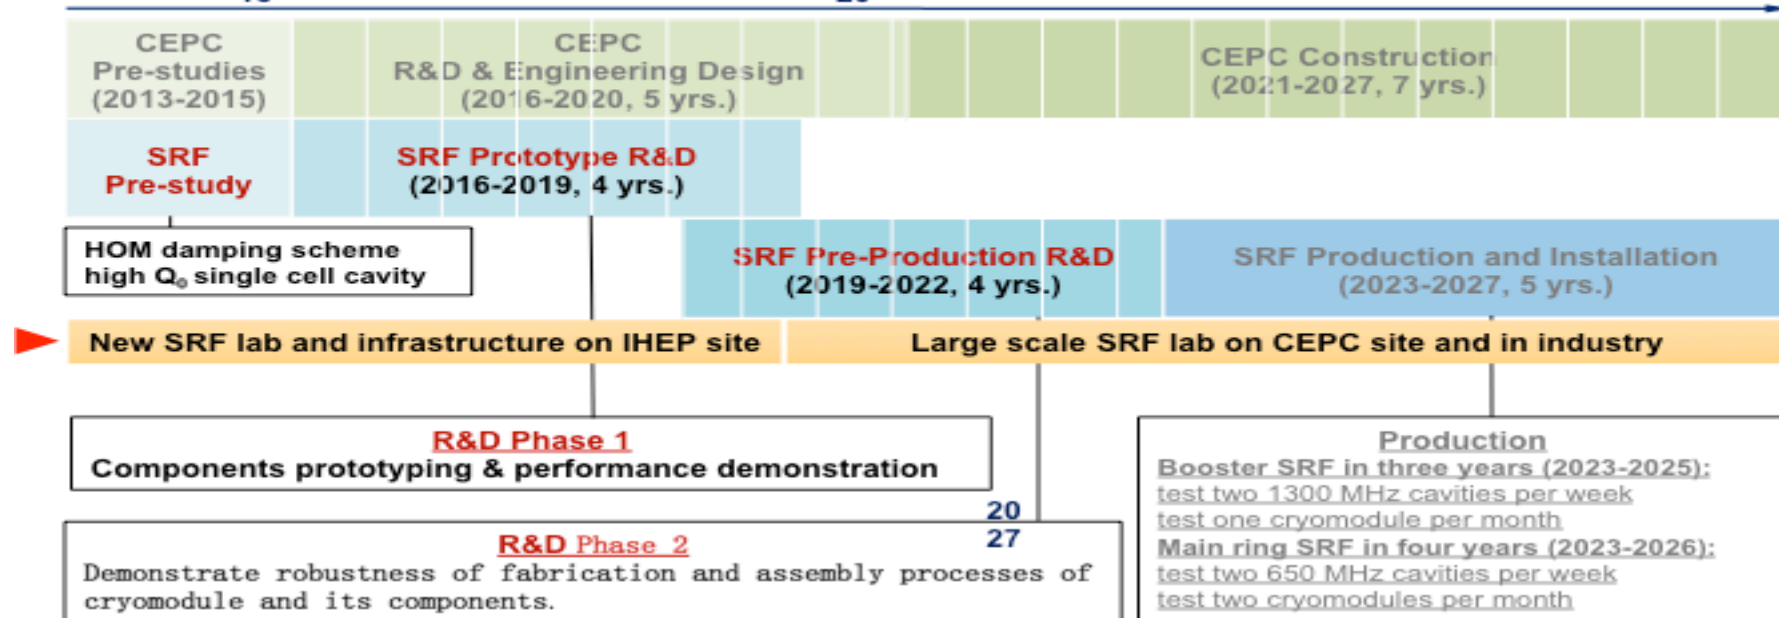 CEPC
Pre-studies
(2013-2015)
CEPC
R&D & Engineering Design
(2016-2020, 5 yrs.)
CEPC Construction
(2021-2027, 7 yrs.)
SRF
Pre-study
SRF Prototype R&D
(2016-2019, 4 yrs.)
HOM damping scheme
high Q₀ single cell cavity
SRF Pre-Production R&D
(2019-2022, 4 yrs.)
SRF Production and Installation
(2023-2027, 5 yrs.)
New SRF lab and infrastructure on IHEP site
Large scale SRF lab on CEPC site and in industry
R&D Phase 1
Components prototyping & performance demonstration
20
27
R&D Phase 2
Demonstrate robustness of fabrication and assembly processes of
cryomodule and its components.
Production
Booster SRF in three years (2023-2025):
test two 1300 MHz cavities per week
test one cryomodule per month
Main ring SRF in four years (2023-2026):
test two 650 MHz cavities per week
test two cryomodules per month